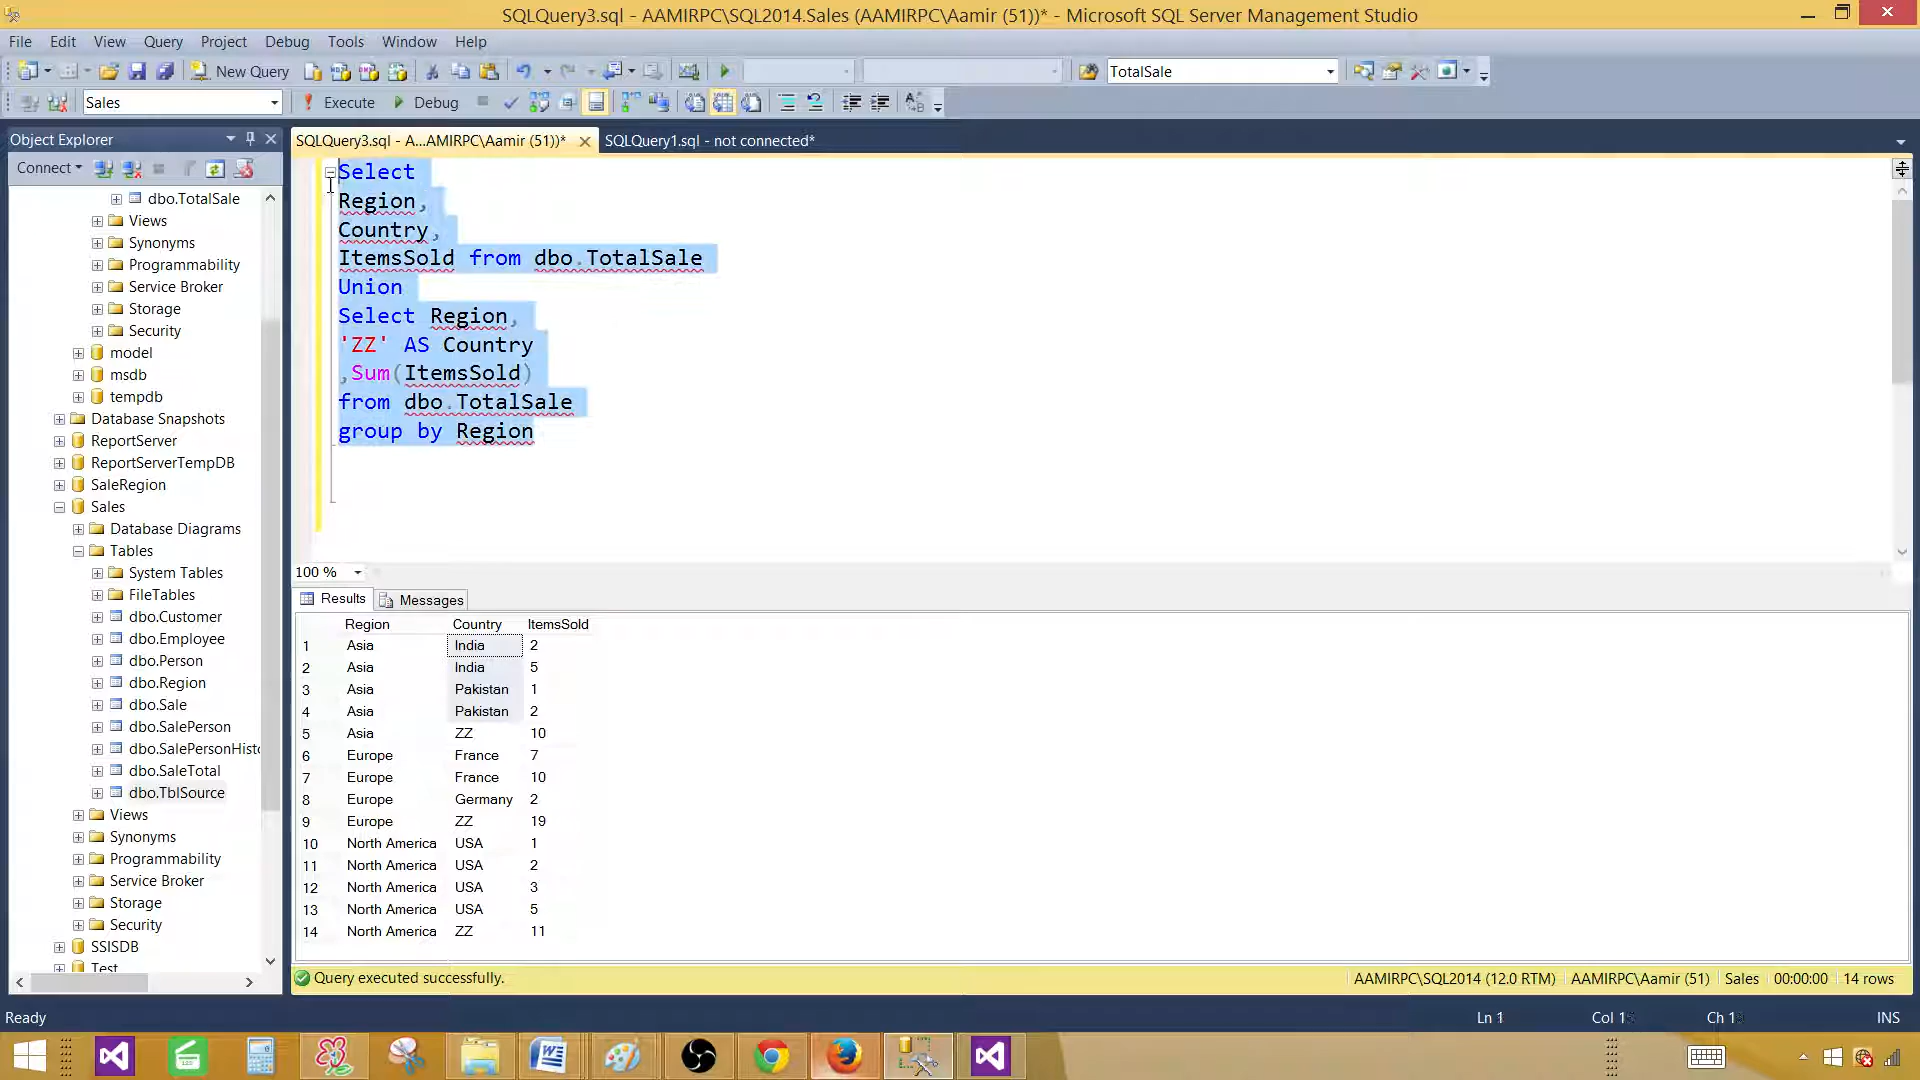 SQLQuery3.sql - AAMIRPC\SQL2014.Sales (AAMIRPC\Aamir (51))* - Microsoft SQL Server Management Studio
File Edit View Query Project Debug Tools Window Help
New Query TotalSale
Sales Execute Debug
Object Explorer
SQLQuery3.sql - A...AMIRPC\Aamir (51))* SQLQuery1.sql - not connected*
Connect
dbo.TotalSale
Views
Synonyms
Programmability
Service Broker
Storage
Security
model
msdb
tempdb
Database Snapshots
ReportServer
ReportServerTempDB
SaleRegion
Sales
Database Diagrams
Tables
System Tables
FileTables
dbo.Customer
dbo.Employee
dbo.Person
dbo.Region
dbo.Sale
dbo.SalePerson
dbo.SalePersonHisto
dbo.SaleTotal
dbo.TblSource
Views
Synonyms
Programmability
Service Broker
Storage
Security
SSISDB
Test
Select
Region,
Country,
ItemsSold from dbo.TotalSale
Union
Select Region,
'ZZ' AS Country
,Sum(ItemsSold)
from dbo.TotalSale
group by Region
100 %
Results Messages
Region Country ItemsSold
1 Asia India 2
2 Asia India 5
3 Asia Pakistan 1
4 Asia Pakistan 2
5 Asia ZZ 10
6 Europe France 7
7 Europe France 10
8 Europe Germany 2
9 Europe ZZ 19
10 North America USA 1
11 North America USA 2
12 North America USA 3
13 North America USA 5
14 North America ZZ 11
Query executed successfully. AAMIRPC\SQL2014 (12.0 RTM) AAMIRPC\Aamir (51) Sales 00:00:00 14 rows
Ready Ln 1 Col 1 Ch 1 INS